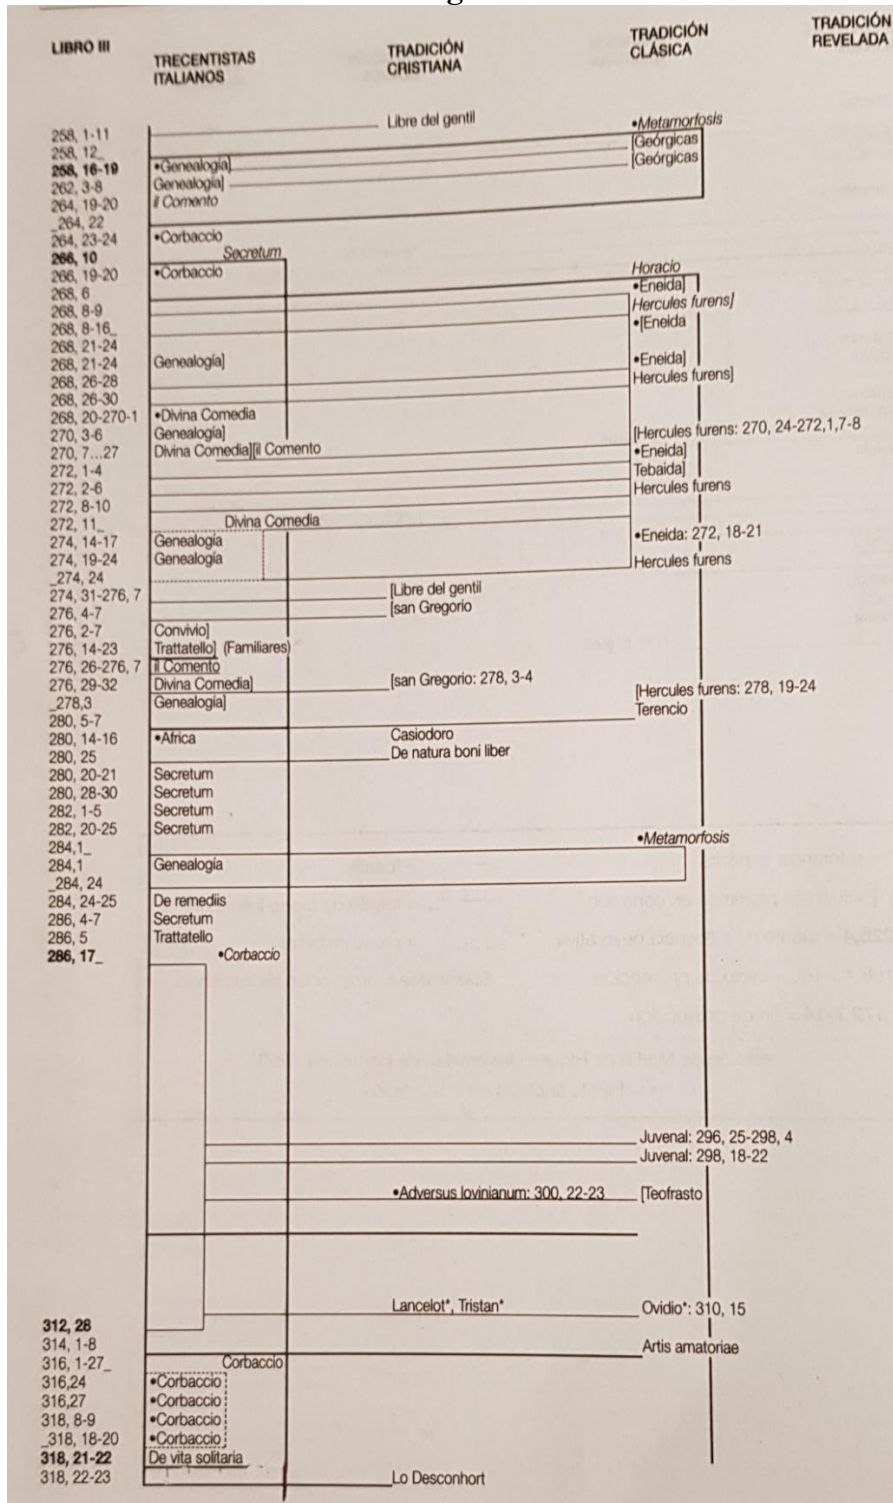 LIBRO III TRECENTISTAS ITALIANOS TRADICIÓN CRISTIANA TRADICIÓN CLÁSICA TRADICIÓN REVELADA
258, 1-11 Libre del gentil •Metamorfosis
258, 12_ [Geórgicas
258, 16-19 •Genealogía] [Geórgicas
262, 3-8 Genealogía]
264, 19-20 il Comento
_264, 22
264, 23-24 •Corbaccio
266, 10 Secretum
266, 19-20 •Corbaccio Horacio
268, 6 •Eneida]
268, 8-9 Hercules furens]
268, 8-16_ •[Eneida
268, 21-24
268, 21-24 Genealogía] •Eneida]
268, 26-28 Hercules furens]
268, 26-30
268, 20-270-1 •Divina Comedia
270, 3-6 Genealogía] [Hercules furens: 270, 24-272,1,7-8
270, 7...27 Divina Comedia][il Comento •Eneida]
272, 1-4 Tebaida]
272, 2-6 Hercules furens
272, 8-10
272, 11_ Divina Comedia
274, 14-17 Genealogía •Eneida: 272, 18-21
274, 19-24 Genealogía Hercules furens
_274, 24
274, 31-276, 7 [Libre del gentil
276, 4-7 [san Gregorio
276, 2-7 Convivio]
276, 14-23 Trattatello] (Familiares)
276, 26-276, 7 il Comento
276, 29-32 Divina Comedia] [san Gregorio: 278, 3-4
_278,3 Genealogía] [Hercules furens: 278, 19-24
280, 5-7 Terencio
280, 14-16 •Africa Casiodoro
280, 25 De natura boni liber
280, 20-21 Secretum
280, 28-30 Secretum
282, 1-5 Secretum
282, 20-25 Secretum
284,1_ •Metamorfosis
284,1 Genealogía
_284, 24
284, 24-25 De remediis
286, 4-7 Secretum
286, 5 Trattatello
286, 17_ •Corbaccio
Juvenal: 296, 25-298, 4
Juvenal: 298, 18-22
•Adversus Iovinianum: 300, 22-23 [Teofrasto
Lancelot*, Tristan* Ovidio*: 310, 15
312, 28
314, 1-8 Artis amatoriae
316, 1-27_ Corbaccio
316,24 •Corbaccio
316,27 •Corbaccio
318, 8-9 •Corbaccio
_318, 18-20 •Corbaccio
318, 21-22 De vita solitaria
318, 22-23 Lo Desconhort